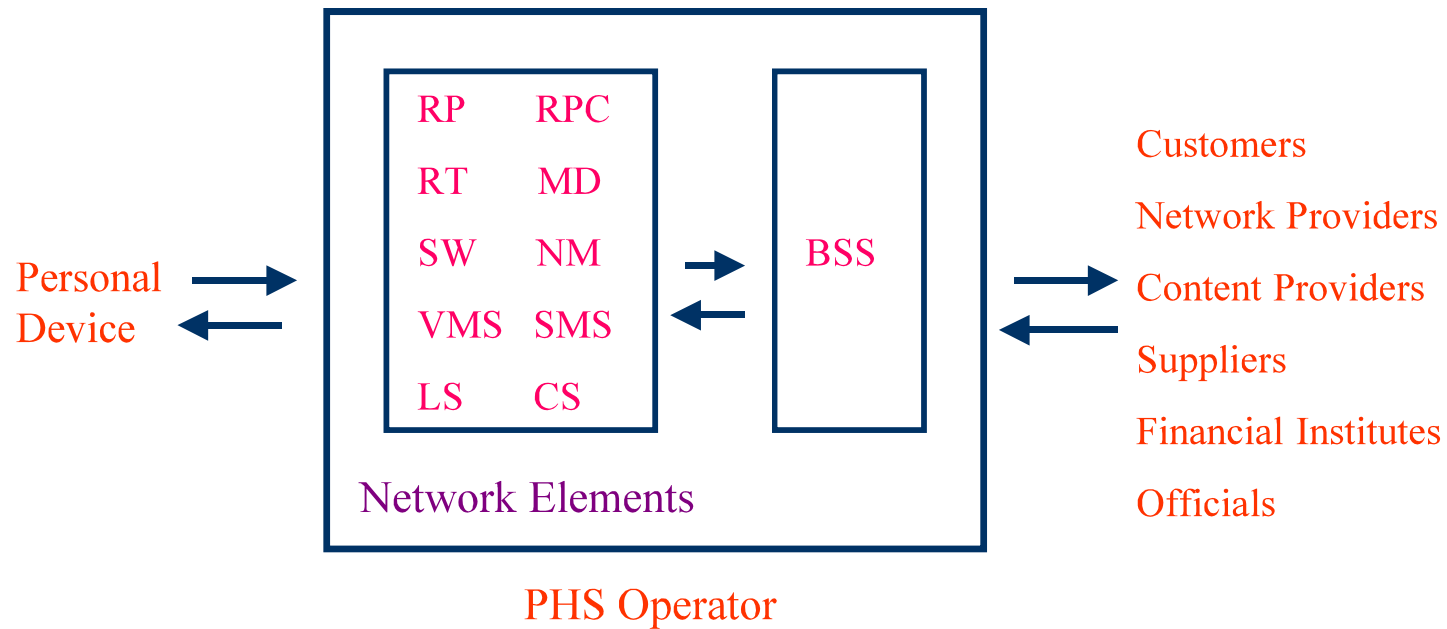 Personal
Device
RP RPC
RT MD
SW NM
VMS SMS
LS CS
Network Elements
BSS
PHS Operator
Customers
Network Providers
Content Providers
Suppliers
Financial Institutes
Officials